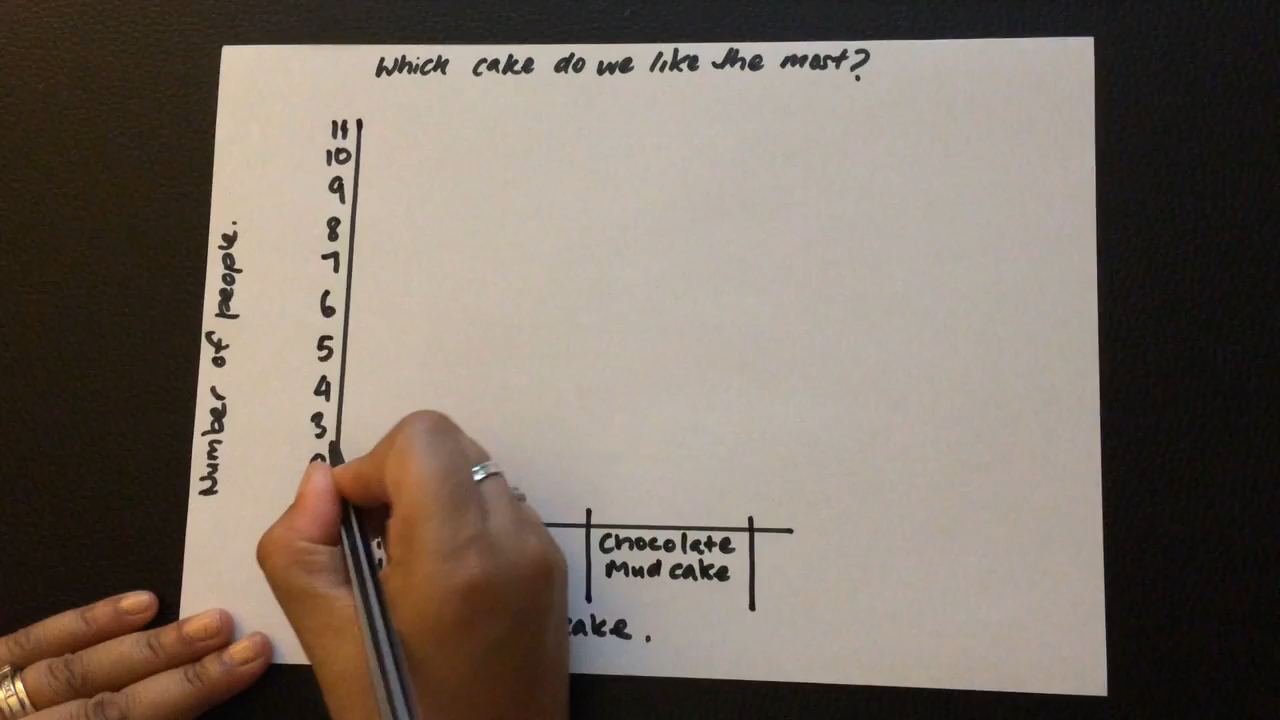 Which cake do we like the most?
11
10
9
8
7
6
5
4
3
Number of people.
Chocolate
Mud cake
cake.